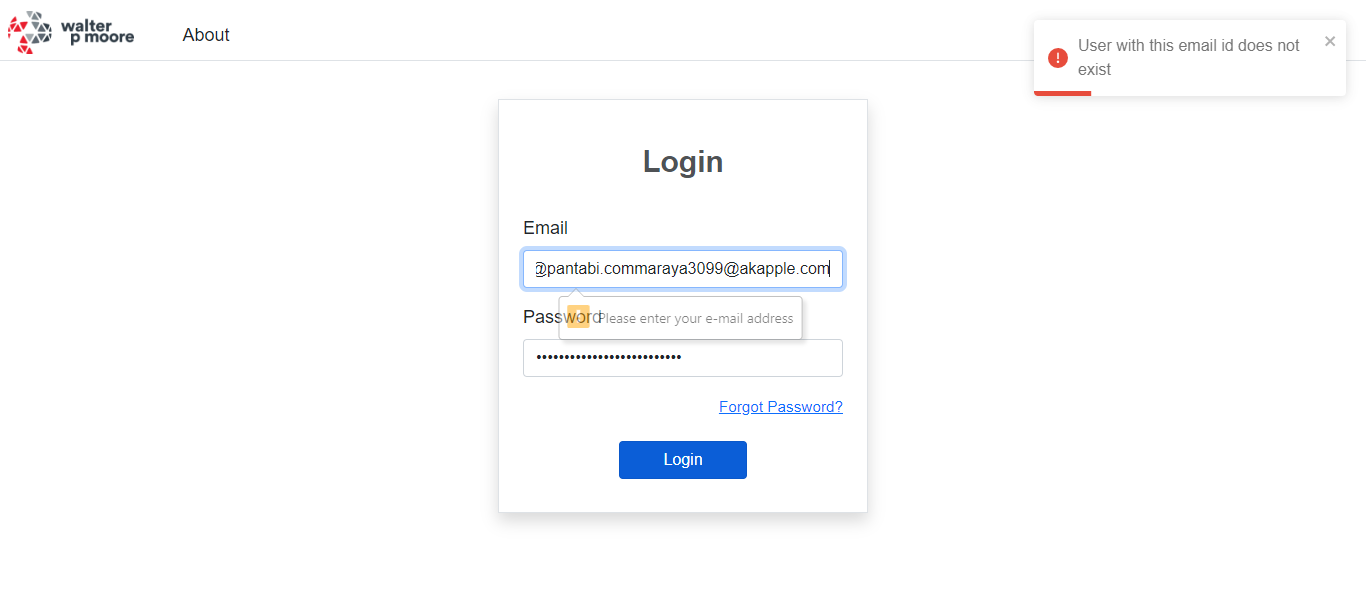 walter
p moore
About
User with this email id does not
exist
Login
Email
@pantabi.commaraya3099@akapple.com
Password
Please enter your e-mail address
Forgot Password?
Login